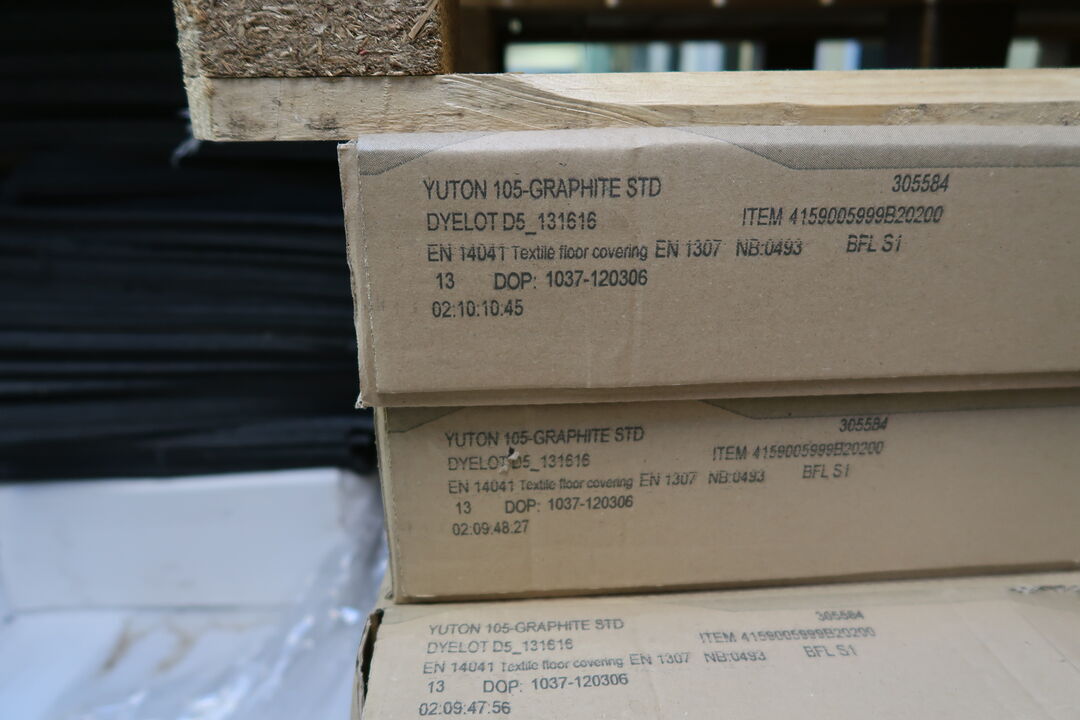 YUTON 105-GRAPHITE STD 305584
DYELOT D5_131616 ITEM 4159005999B20200
EN 14041 Textile floor covering EN 1307 NB:0493 BFL S1
13 DOP: 1037-120306
02:10:10:45
YUTON 105-GRAPHITE STD 305584
DYELOT D5_131616 ITEM 4159005999B20200
EN 14041 Textile floor covering EN 1307 NB:0493 BFL S1
13 DOP: 1037-120306
02:09:48:27
YUTON 105-GRAPHITE STD 305584
DYELOT D5_131616 ITEM 4159005999B20200
EN 14041 Textile floor covering EN 1307 NB:0493 BFL S1
13 DOP: 1037-120306
02:09:47:56